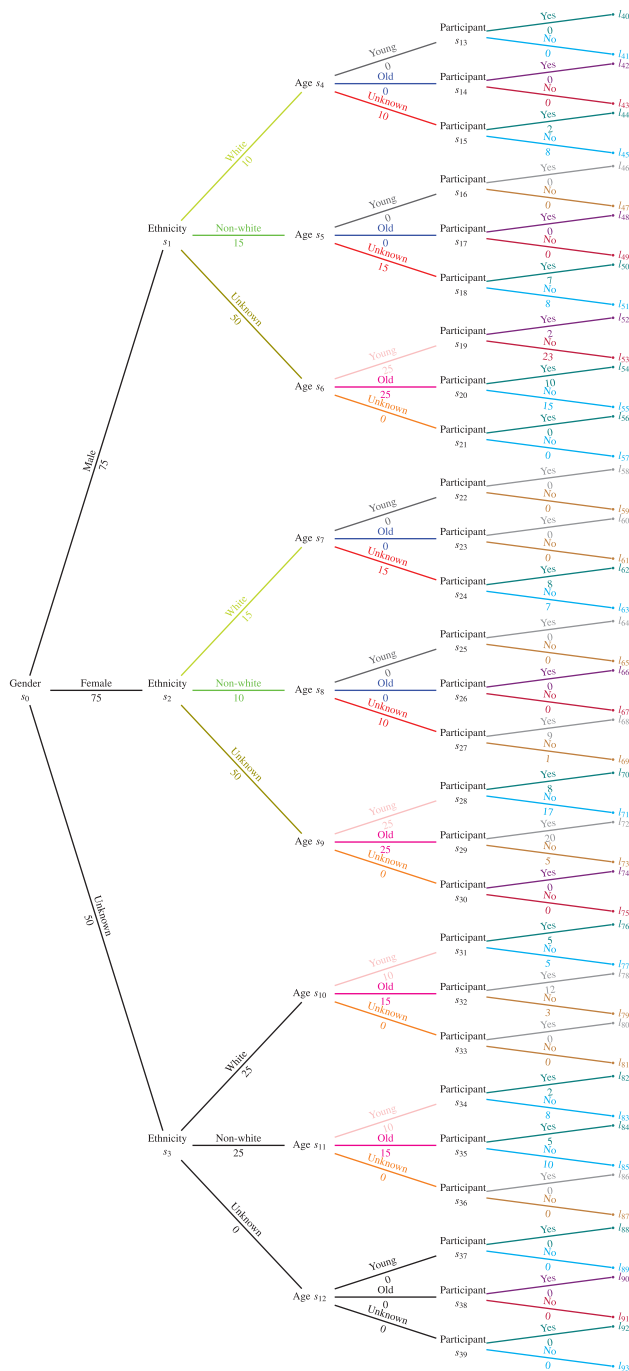 Gender
s0
Male
75
Female
75
Unknown
50
Ethnicity
s1
White
10
Non-white
15
Unknown
50
Ethnicity
s2
White
15
Non-white
10
Unknown
50
Ethnicity
s3
White
25
Non-white
25
Unknown
0
Age s4
Young
0
Old
0
Unknown
10
Age s5
Young
0
Old
0
Unknown
15
Age s6
Young
25
Old
25
Unknown
0
Age s7
Young
0
Old
0
Unknown
15
Age s8
Young
0
Old
0
Unknown
10
Age s9
Young
25
Old
25
Unknown
0
Age s10
Young
10
Old
15
Unknown
0
Age s11
Young
10
Old
15
Unknown
0
Age s12
Young
0
Old
0
Unknown
0
Participant
s13
Yes
0
No
0
l40
l41
Participant
s14
Yes
0
No
0
l42
l43
Participant
s15
Yes
2
No
8
l44
l45
Participant
s16
Yes
0
No
0
l46
l47
Participant
s17
Yes
0
No
0
l48
l49
Participant
s18
Yes
7
No
8
l50
l51
Participant
s19
Yes
2
No
23
l52
l53
Participant
s20
Yes
10
No
15
l54
l55
Participant
s21
Yes
0
No
0
l56
l57
Participant
s22
Yes
0
No
0
l58
l59
Participant
s23
Yes
0
No
0
l60
l61
Participant
s24
Yes
8
No
7
l62
l63
Participant
s25
Yes
0
No
0
l64
l65
Participant
s26
Yes
0
No
0
l66
l67
Participant
s27
Yes
9
No
1
l68
l69
Participant
s28
Yes
8
No
17
l70
l71
Participant
s29
Yes
20
No
5
l72
l73
Participant
s30
Yes
0
No
0
l74
l75
Participant
s31
Yes
5
No
5
l76
l77
Participant
s32
Yes
12
No
3
l78
l79
Participant
s33
Yes
0
No
0
l80
l81
Participant
s34
Yes
2
No
8
l82
l83
Participant
s35
Yes
5
No
10
l84
l85
Participant
s36
Yes
0
No
0
l86
l87
Participant
s37
Yes
0
No
0
l88
l89
Participant
s38
Yes
0
No
0
l90
l91
Participant
s39
Yes
0
No
0
l92
l93